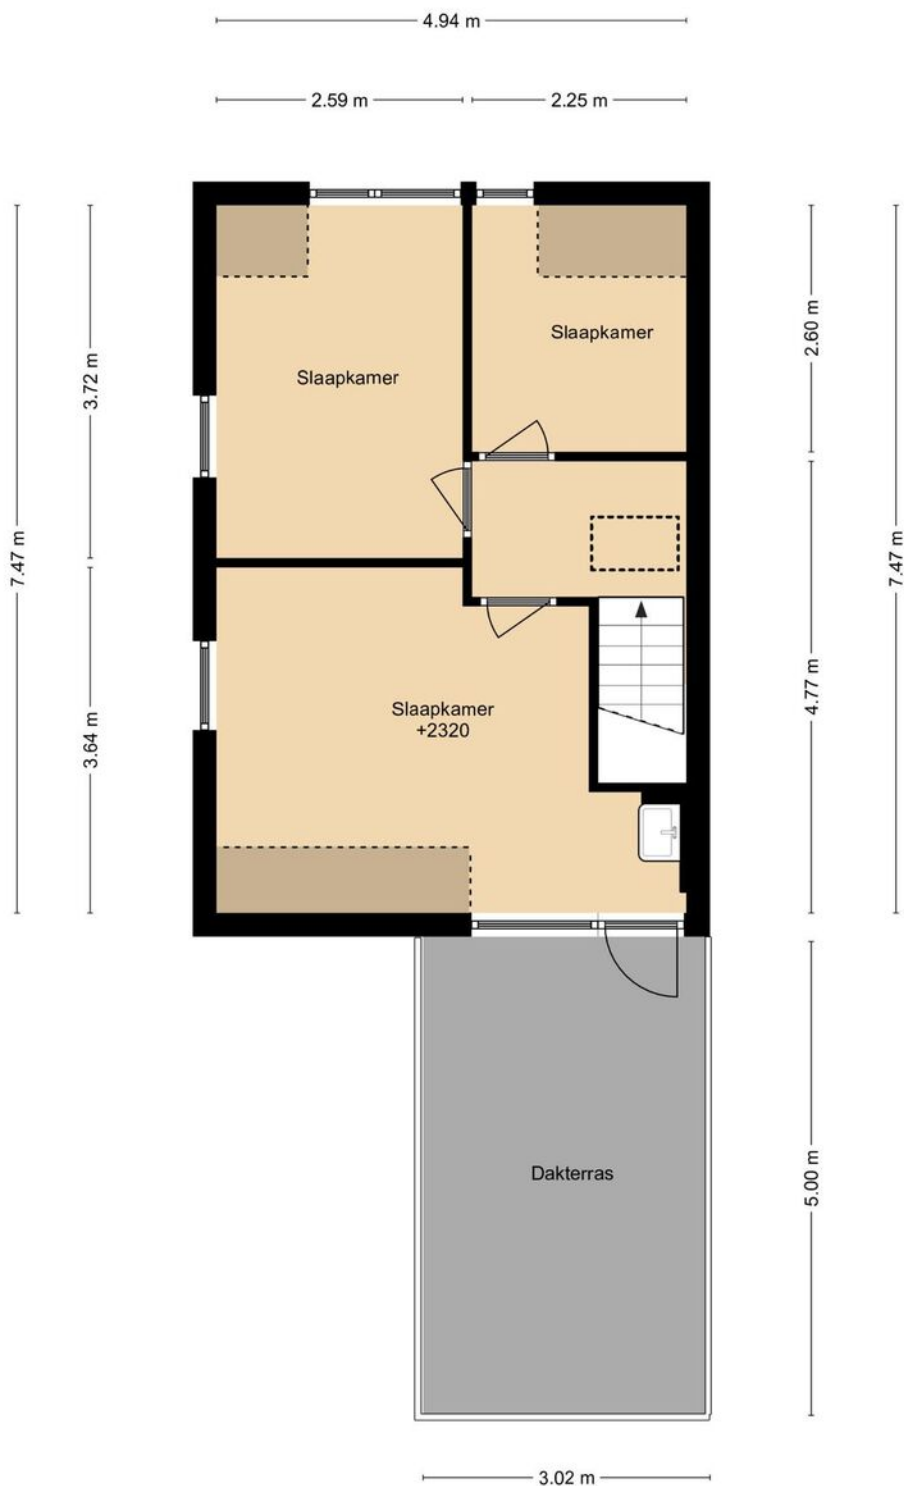 4.94 m
2.59 m
2.25 m
Slaapkamer
2.60 m
3.72 m
Slaapkamer
7.47 m
7.47 m
4.77 m
Slaapkamer
+2320
3.64 m
Dakterras
5.00 m
3.02 m